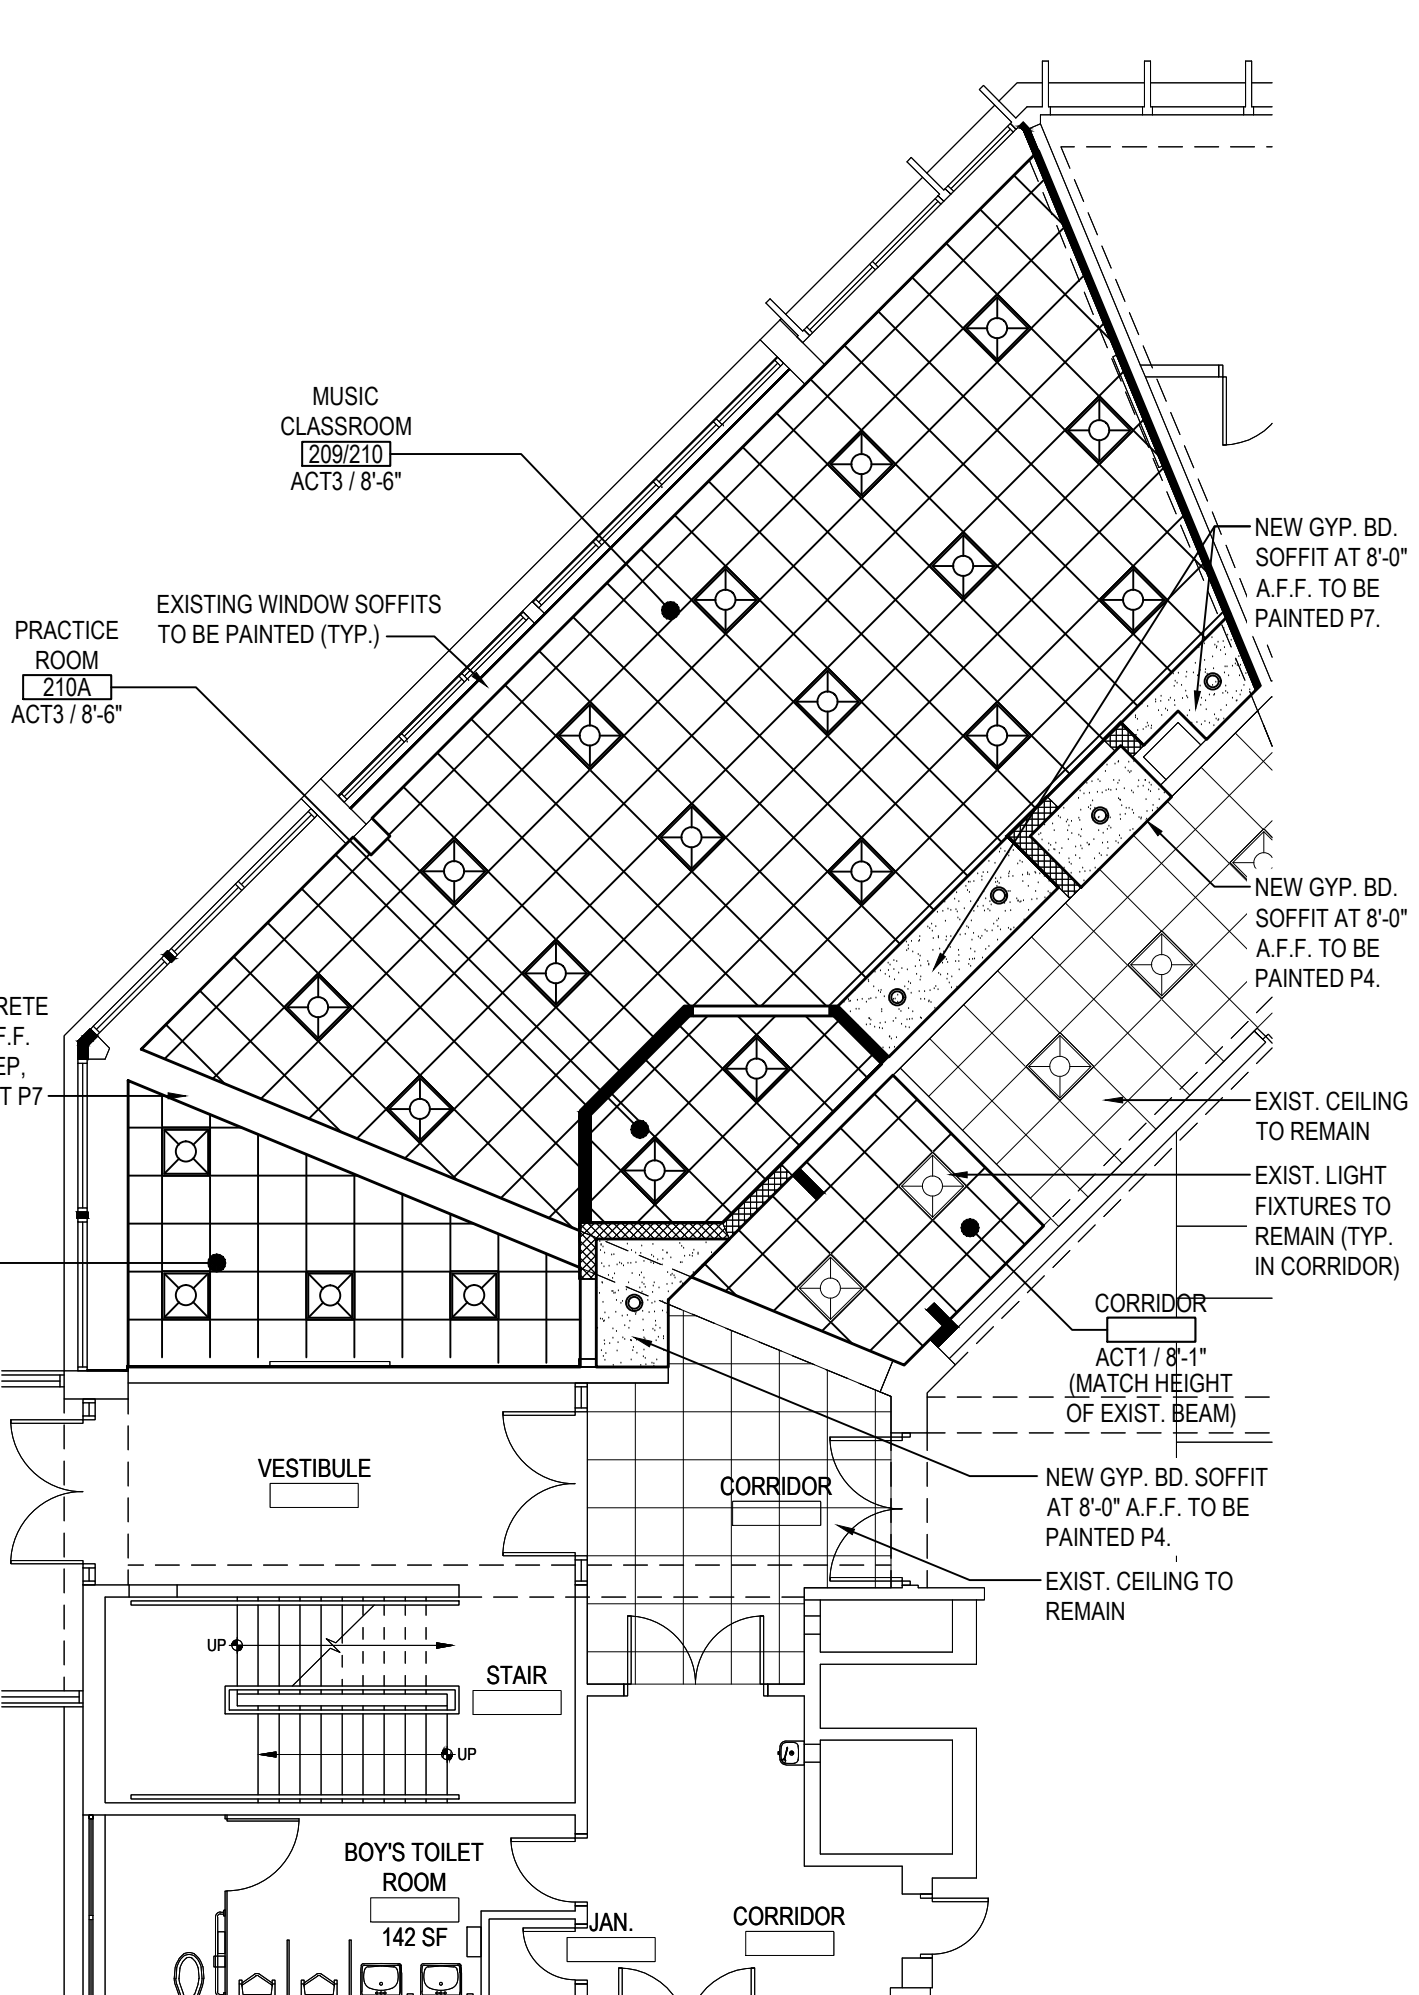 MUSIC
CLASSROOM
209/210
ACT3 / 8'-6"
NEW GYP. BD.
SOFFIT AT 8'-0"
A.F.F. TO BE
PAINTED P7.
EXISTING WINDOW SOFFITS
TO BE PAINTED (TYP.)
PRACTICE
ROOM
210A
ACT3 / 8'-6"
NEW GYP. BD.
SOFFIT AT 8'-0"
A.F.F. TO BE
PAINTED P4.
RETE
F.F.
EP,
T P7
EXIST. CEILING
TO REMAIN
EXIST. LIGHT
FIXTURES TO
REMAIN (TYP.
IN CORRIDOR)
CORRIDOR
ACT1 / 8'-1"
(MATCH HEIGHT
OF EXIST. BEAM)
VESTIBULE
CORRIDOR
NEW GYP. BD. SOFFIT
AT 8'-0" A.F.F. TO BE
PAINTED P4.
EXIST. CEILING TO
REMAIN
UP
STAIR
UP
BOY'S TOILET
ROOM
142 SF
JAN.
CORRIDOR